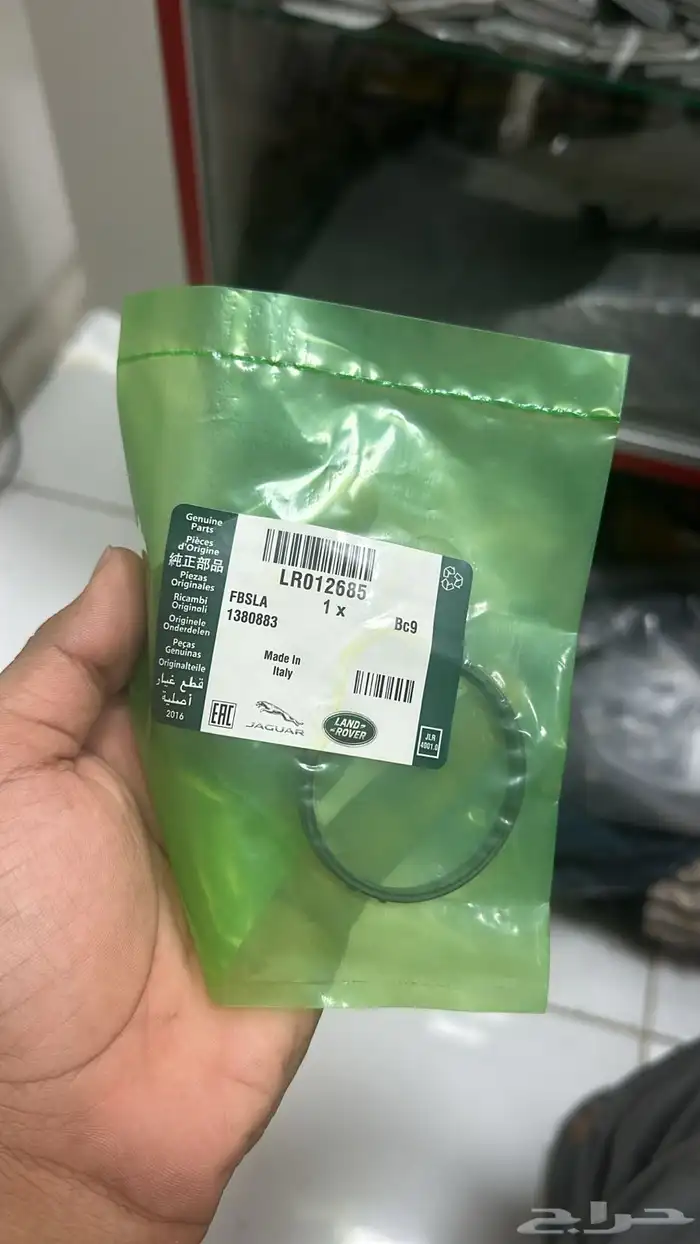 Genuine
Parts
Pièces
d'Origine
純正部品
Piezas
Originales
Ricambi
Originali
Originele
Onderdelen
Peças
Genuinas
Originalteile
قطع غيار
أصلية
2016
LR012685
FBSLA
1 x
1380883
Bc9
Made In
Italy
EAC
JAGUAR
LAND
ROVER
JLR
4001.0
حراج